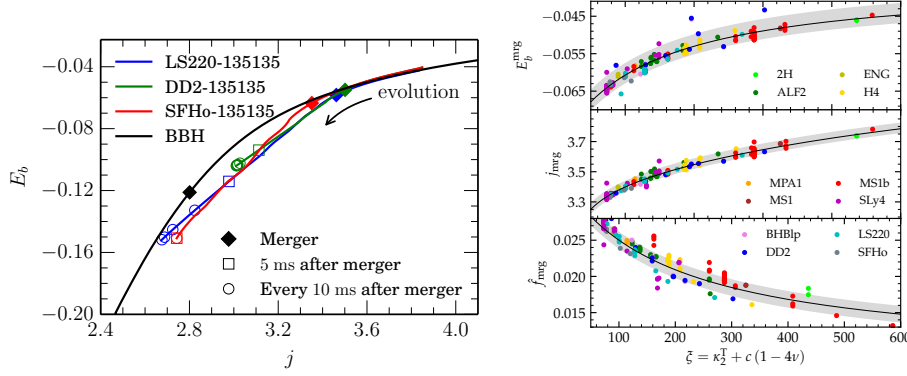 −0.04
−0.08
−0.12
−0.16
−0.20
E_b
2.4 2.8 3.2 3.6 4.0
j
LS220-135135
DD2-135135
SFHo-135135
BBH
evolution
Merger
5 ms after merger
Every 10 ms after merger
−0.045
−0.055
−0.065
E_b^mrg
2H
ALF2
ENG
H4
3.7
3.5
3.3
j_mrg
MPA1
MS1
MS1b
SLy4
0.025
0.020
0.015
f̂_mrg
BHBlp
DD2
LS220
SFHo
100 200 300 400 500 600
ξ = κ₂ᵀ + c (1 − 4ν)